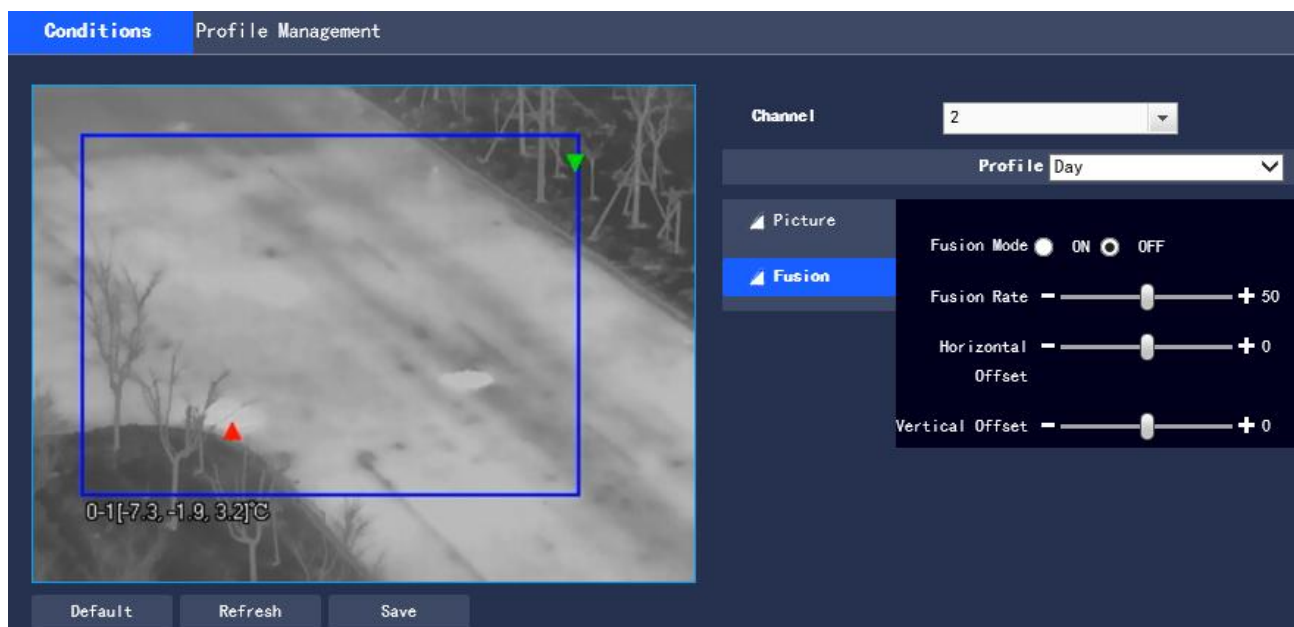 Conditions Profile Management
Channel 2
Profile Day
Picture
Fusion Mode ON OFF
Fusion
Fusion Rate 50
Horizontal 0
Offset
Vertical Offset 0
0-1[-7.3, -1.9, 3.2]°C
Default Refresh Save